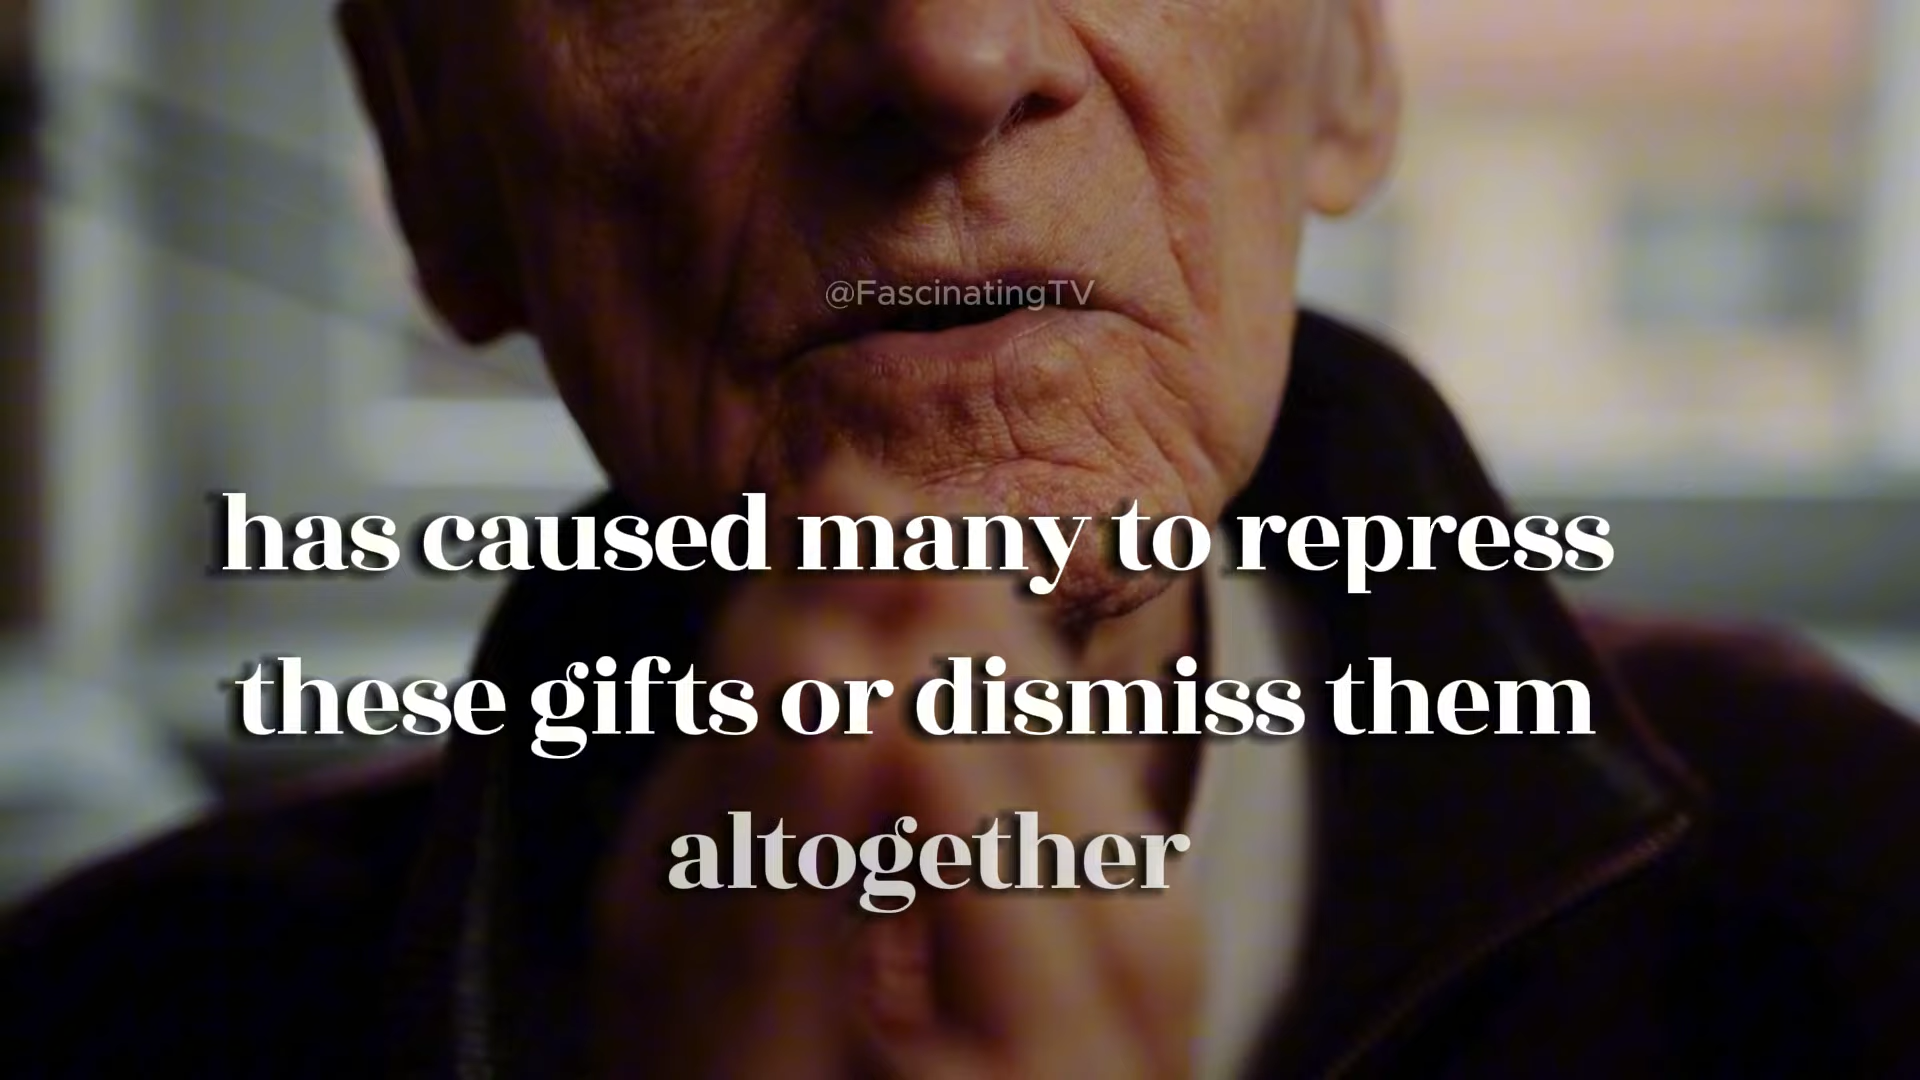 @FascinatingTV
has caused many to repress
these gifts or dismiss them
altogether